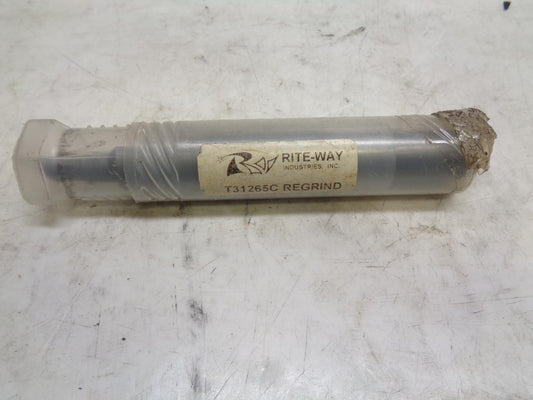 RITE-WAY
INDUSTRIES, INC.
T31265C REGRIND